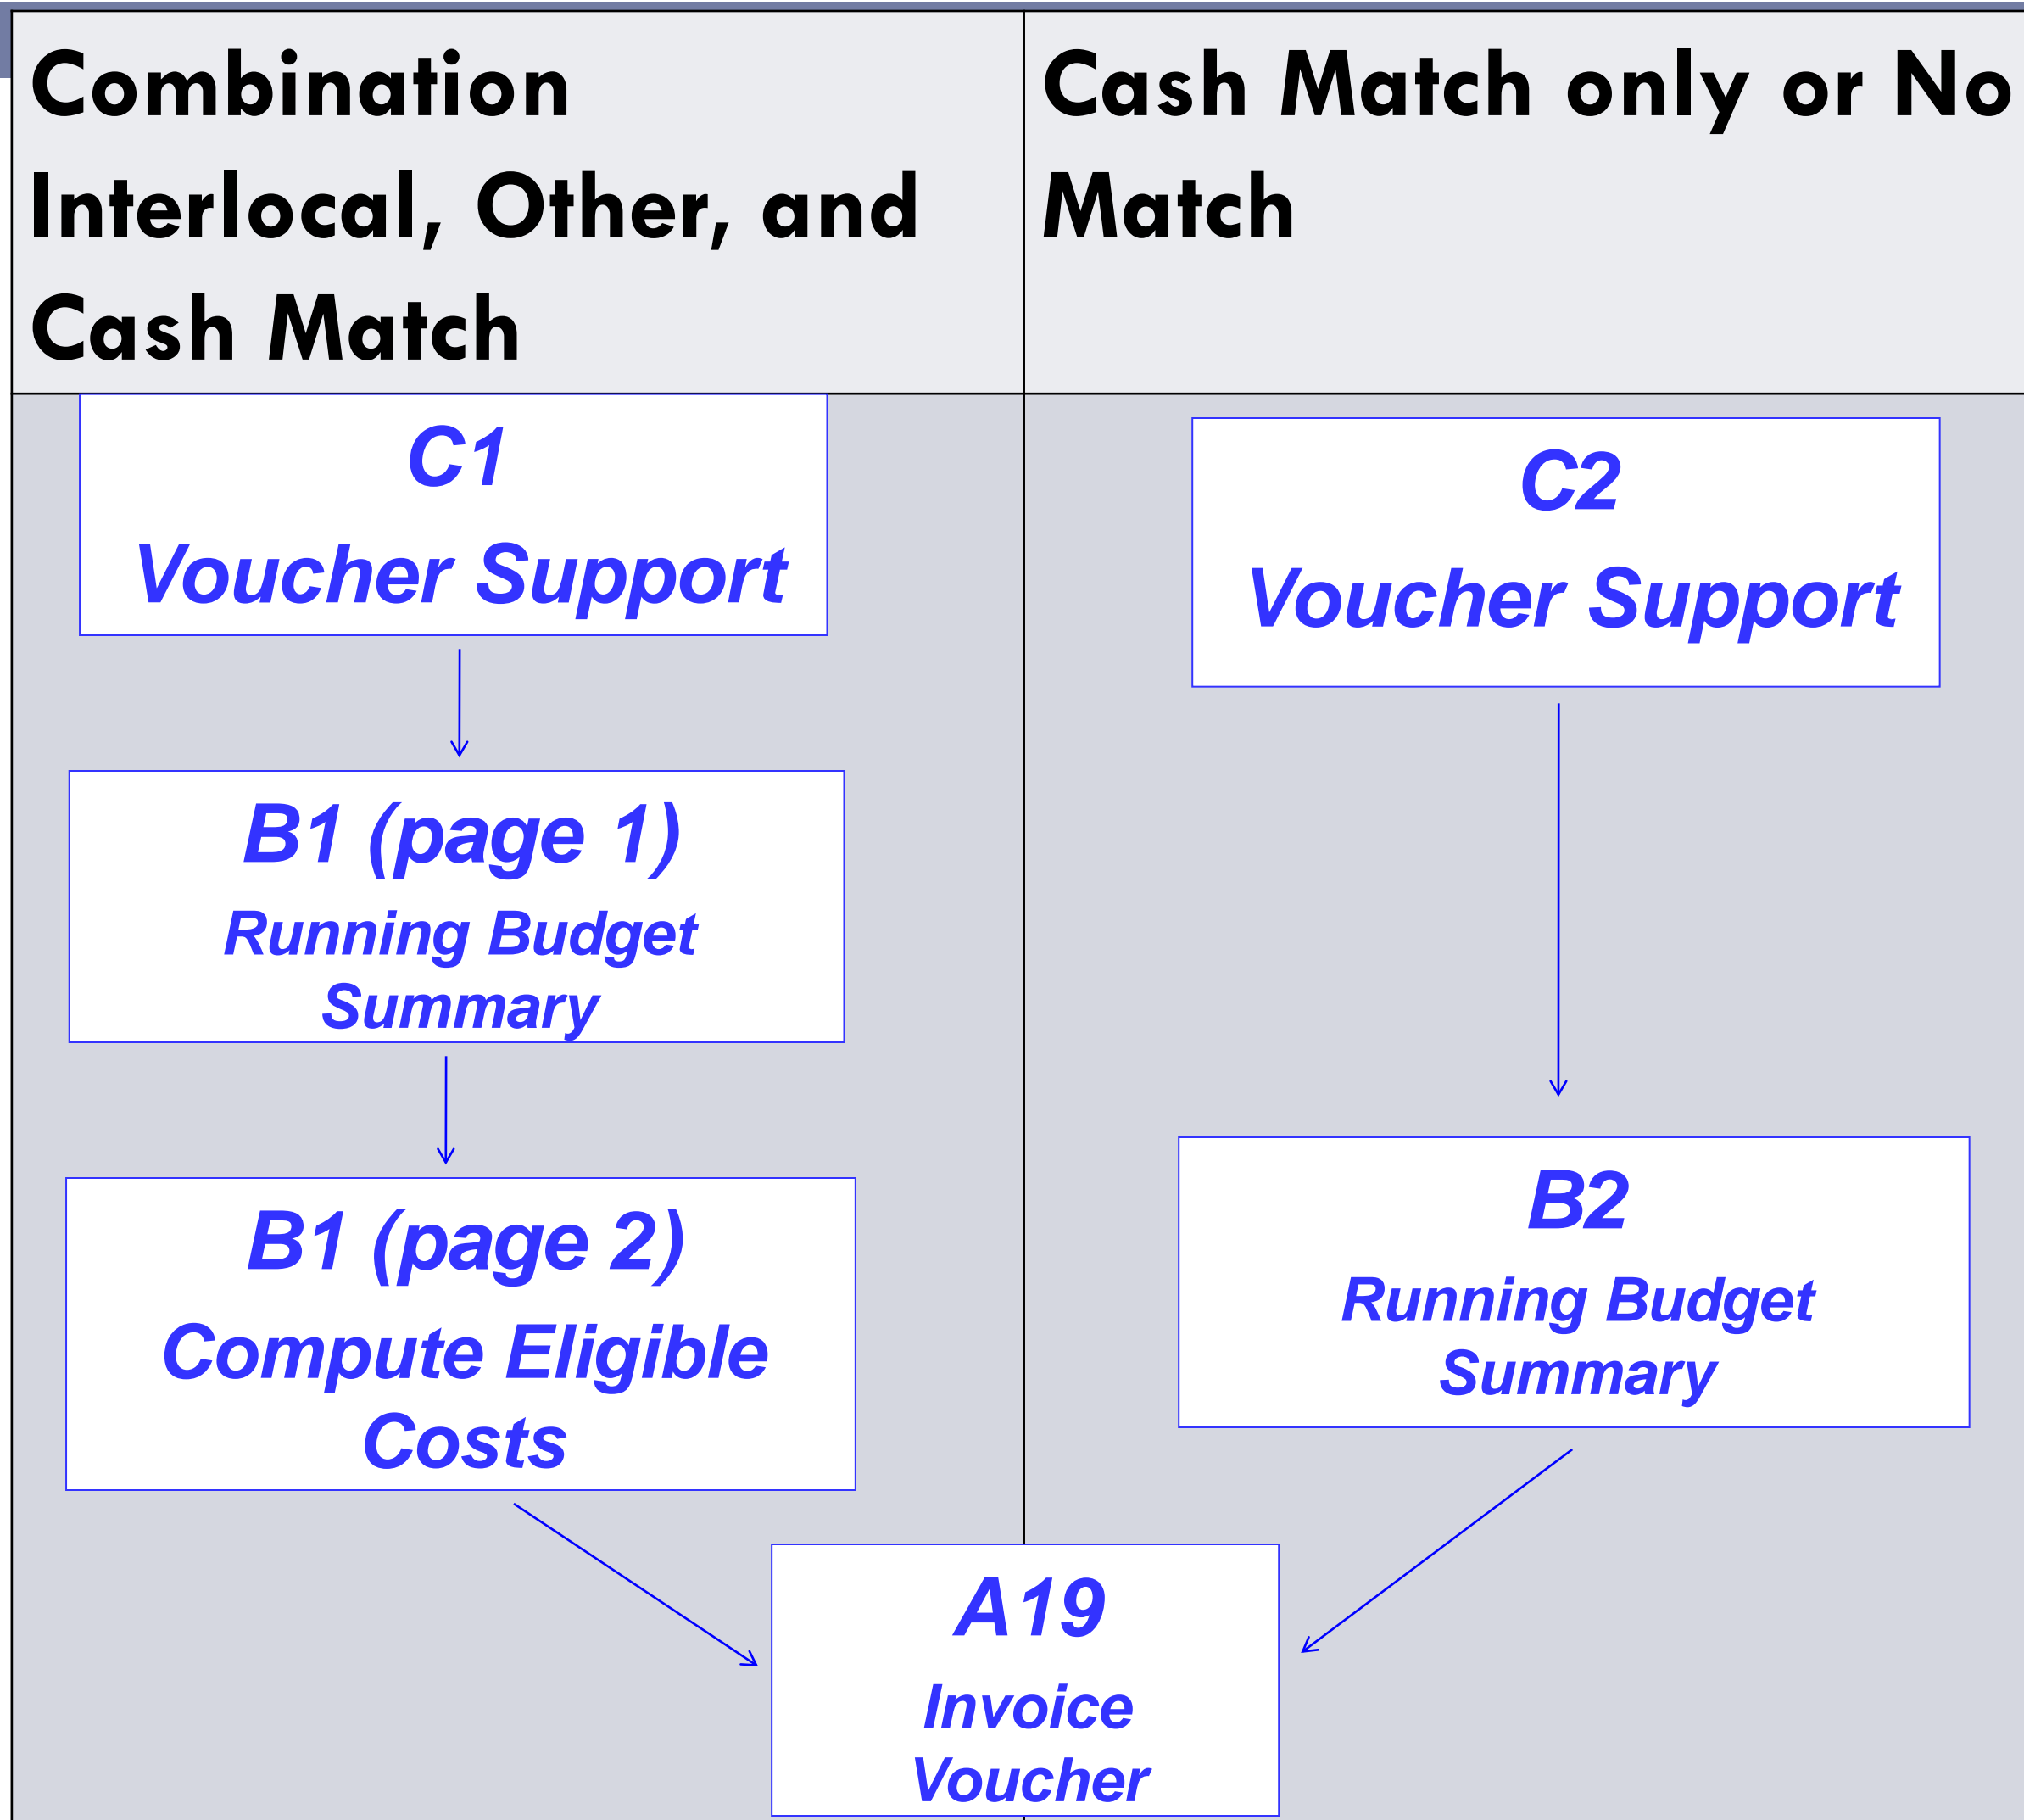 Combination
Interlocal, Other, and
Cash Match
Cash Match only or No
Match
C1
Voucher Support
B1 (page 1)
Running Budget
Summary
B1 (page 2)
Compute Eligible
Costs
C2
Voucher Support
B2
Running Budget
Summary
A19
Invoice
Voucher